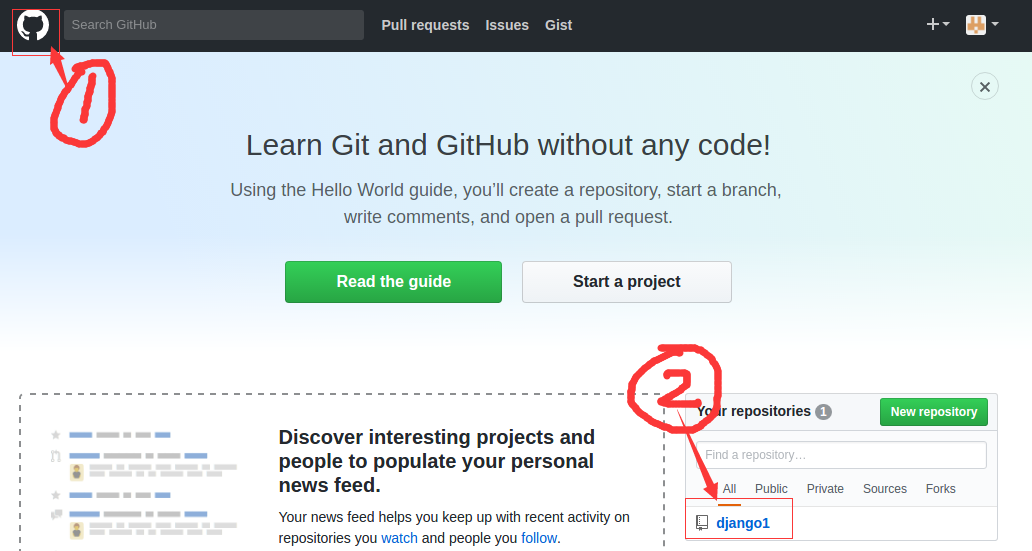 Search GitHub
Pull requests Issues Gist
1
Learn Git and GitHub without any code!
Using the Hello World guide, you’ll create a repository, start a branch,
write comments, and open a pull request.
Read the guide Start a project
2
Your repositories 1 New repository
Find a repository…
All Public Private Sources Forks
django1
Discover interesting projects and
people to populate your personal
news feed.
Your news feed helps you keep up with recent activity on
repositories you watch and people you follow.